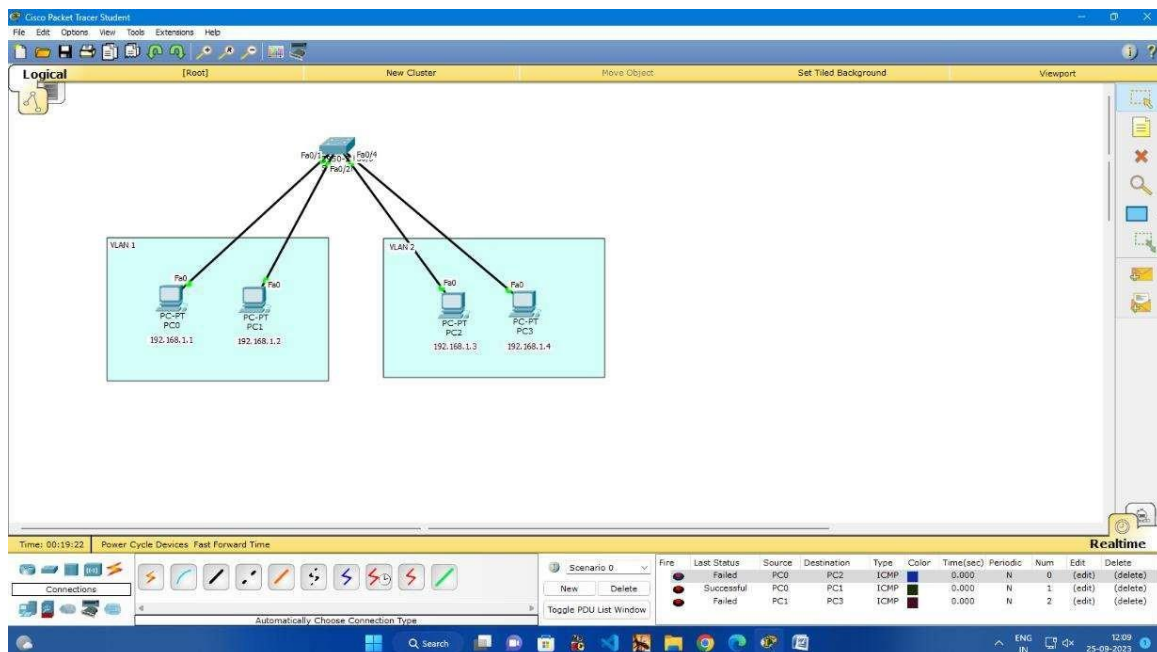 Cisco Packet Tracer Student
File Edit Options View Tools Extensions Help
Logical [Root] New Cluster Move Object Set Tiled Background Viewport
Fa0/1 Fa0/4
Fa0/2
VLAN 1 VLAN 2
Fa0 Fa0 Fa0 Fa0
PC-PT PC-PT PC-PT PC-PT
PC0 PC1 PC2 PC3
192.168.1.1 192.168.1.2 192.168.1.3 192.168.1.4
Time: 00:19:22 Power Cycle Devices Fast Forward Time Realtime
Scenario 0 Fire Last Status Source Destination Type Color Time(sec) Periodic Num Edit Delete
Failed PC0 PC2 ICMP 0.000 N 0 (edit) (delete)
Connections New Delete Successful PC0 PC1 ICMP 0.000 N 1 (edit) (delete)
Failed PC1 PC3 ICMP 0.000 N 2 (edit) (delete)
Toggle PDU List Window
Automatically Choose Connection Type
Search ENG 12:09
IN 25-09-2023